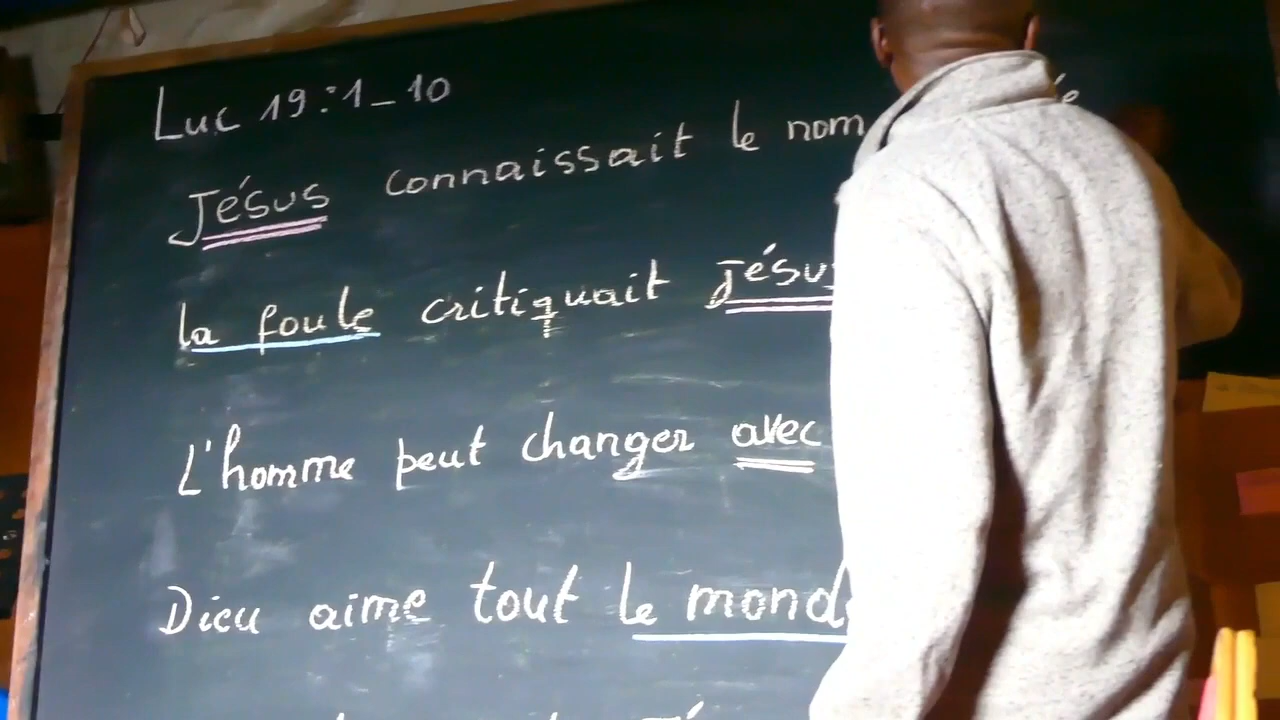 Luc 19:1-10
Jésus connaissait le nom
la foule critiquait Jésus
L'homme peut changer avec
Dieu aime tout le monde